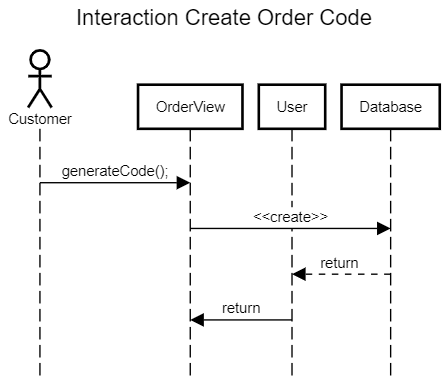 Interaction Create Order Code
Customer
OrderView
User
Database
generateCode();
<<create>>
return
return